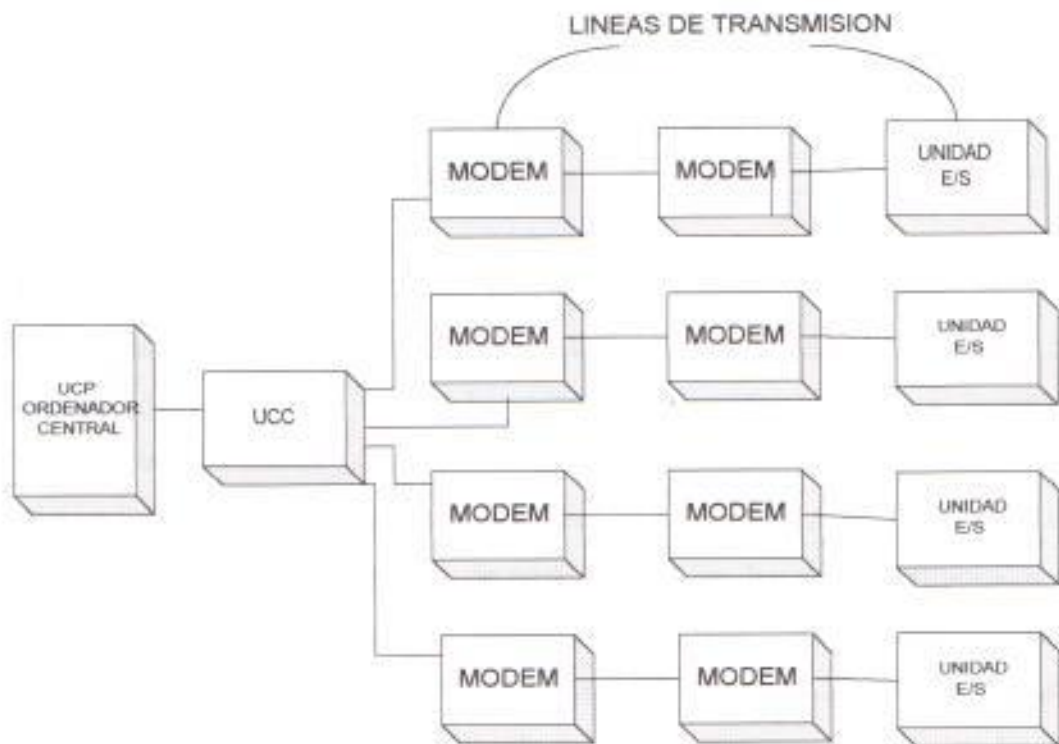 LINEAS DE TRANSMISION
MODEM
MODEM
UNIDAD
E/S
MODEM
MODEM
UNIDAD
E/S
UCP
ORDENADOR
CENTRAL
UCC
MODEM
MODEM
UNIDAD
E/S
MODEM
MODEM
UNIDAD
E/S